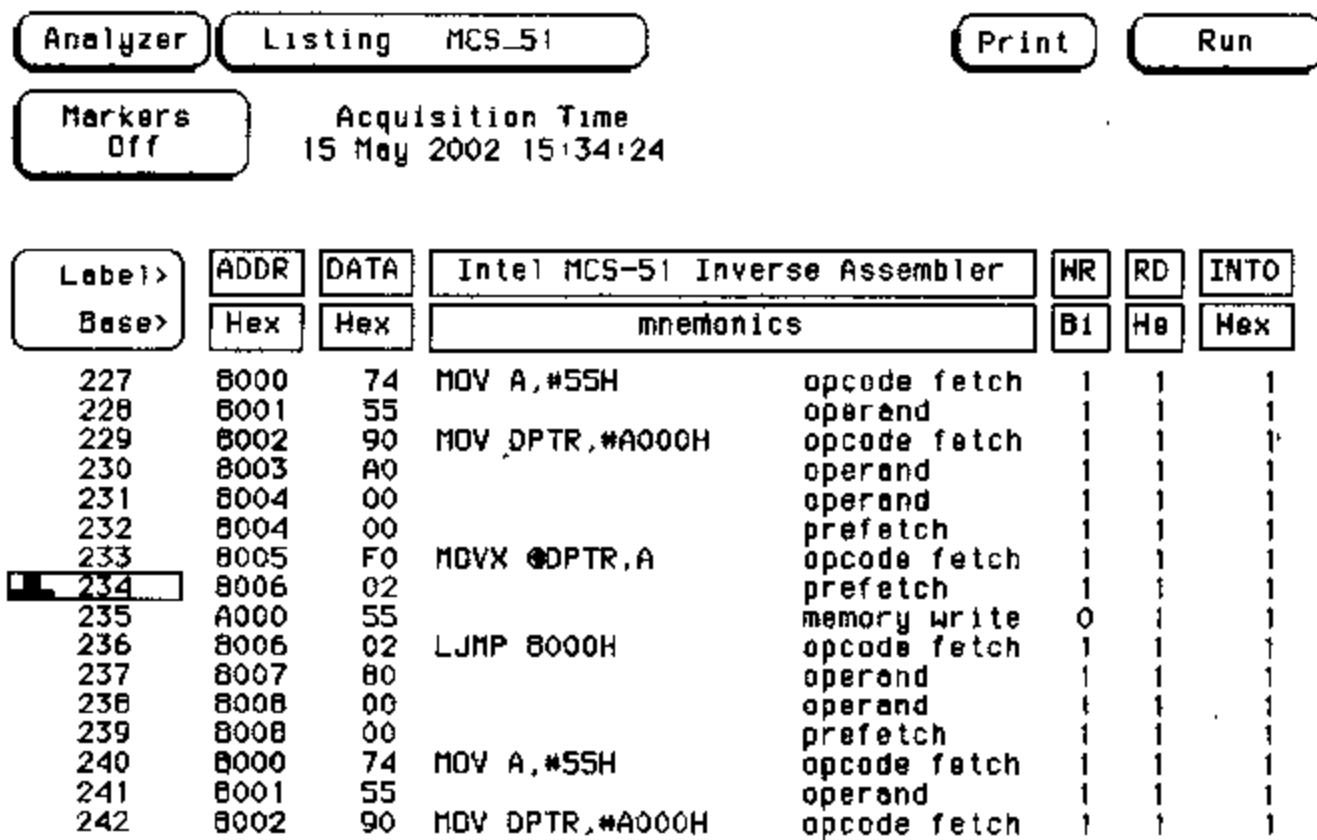 Analyzer Listing MCS_51 Print Run
Markers Off Acquisition Time
15 May 2002 15:34:24
Label> ADDR DATA Intel MCS-51 Inverse Assembler WR RD INT0
Base> Hex Hex mnemonics Bi He Hex
227 8000 74 MOV A,#55H opcode fetch 1 1 1
228 8001 55 operand 1 1 1
229 8002 90 MOV DPTR,#A000H opcode fetch 1 1 1
230 8003 A0 operand 1 1 1
231 8004 00 operand 1 1 1
232 8004 00 prefetch 1 1 1
233 8005 F0 MOVX @DPTR,A opcode fetch 1 1 1
234 8006 02 prefetch 1 1 1
235 A000 55 memory write 0 1 1
236 8006 02 LJMP 8000H opcode fetch 1 1 1
237 8007 80 operand 1 1 1
238 8008 00 operand 1 1 1
239 8008 00 prefetch 1 1 1
240 8000 74 MOV A,#55H opcode fetch 1 1 1
241 8001 55 operand 1 1 1
242 8002 90 MOV DPTR,#A000H opcode fetch 1 1 1